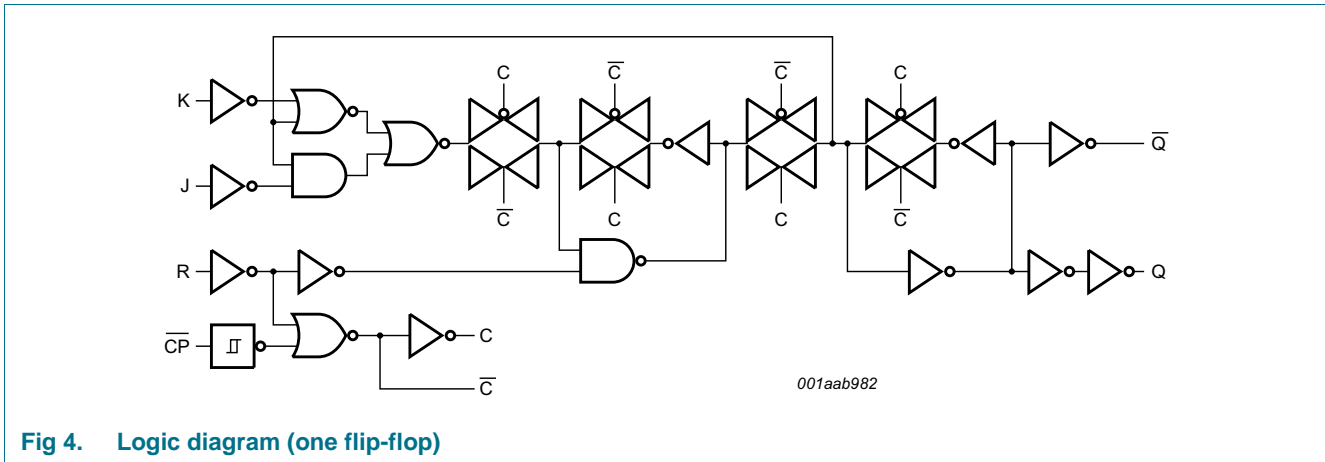 C
C̅
C̅
C
K
Q̅
J
C̅
C
C
C̅
R
Q
C̅P̅
C
C̅
001aab982
Fig 4. Logic diagram (one flip-flop)